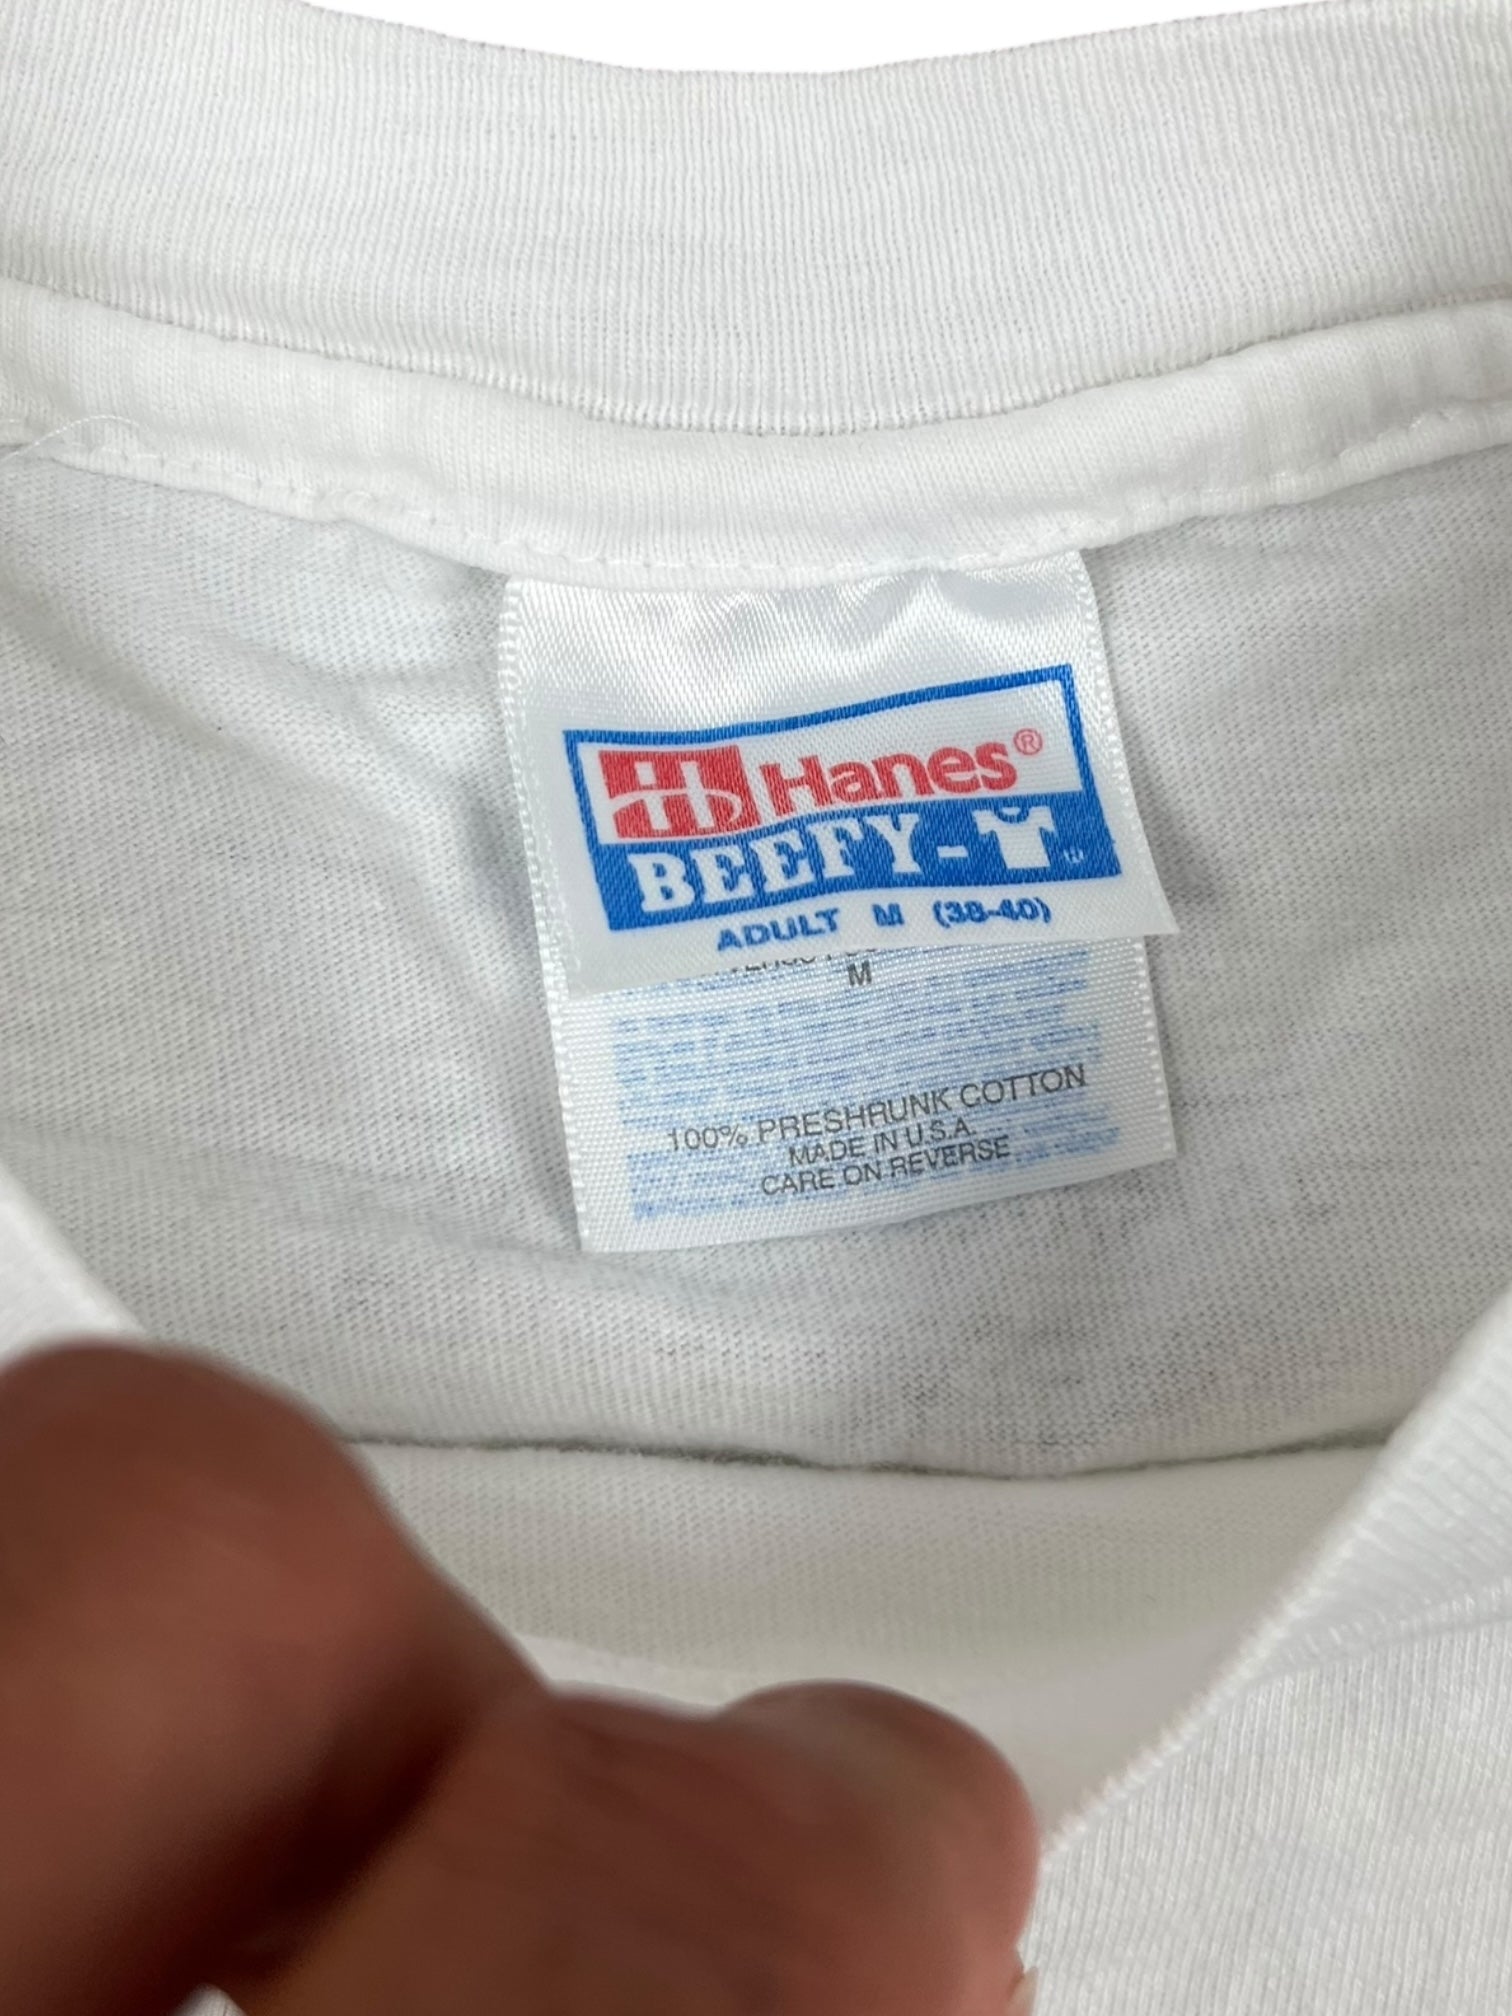 Hanes®
BEEFY-T
ADULT M (38-40)
M
100% PRESHRUNK COTTON
MADE IN U.S.A.
CARE ON REVERSE